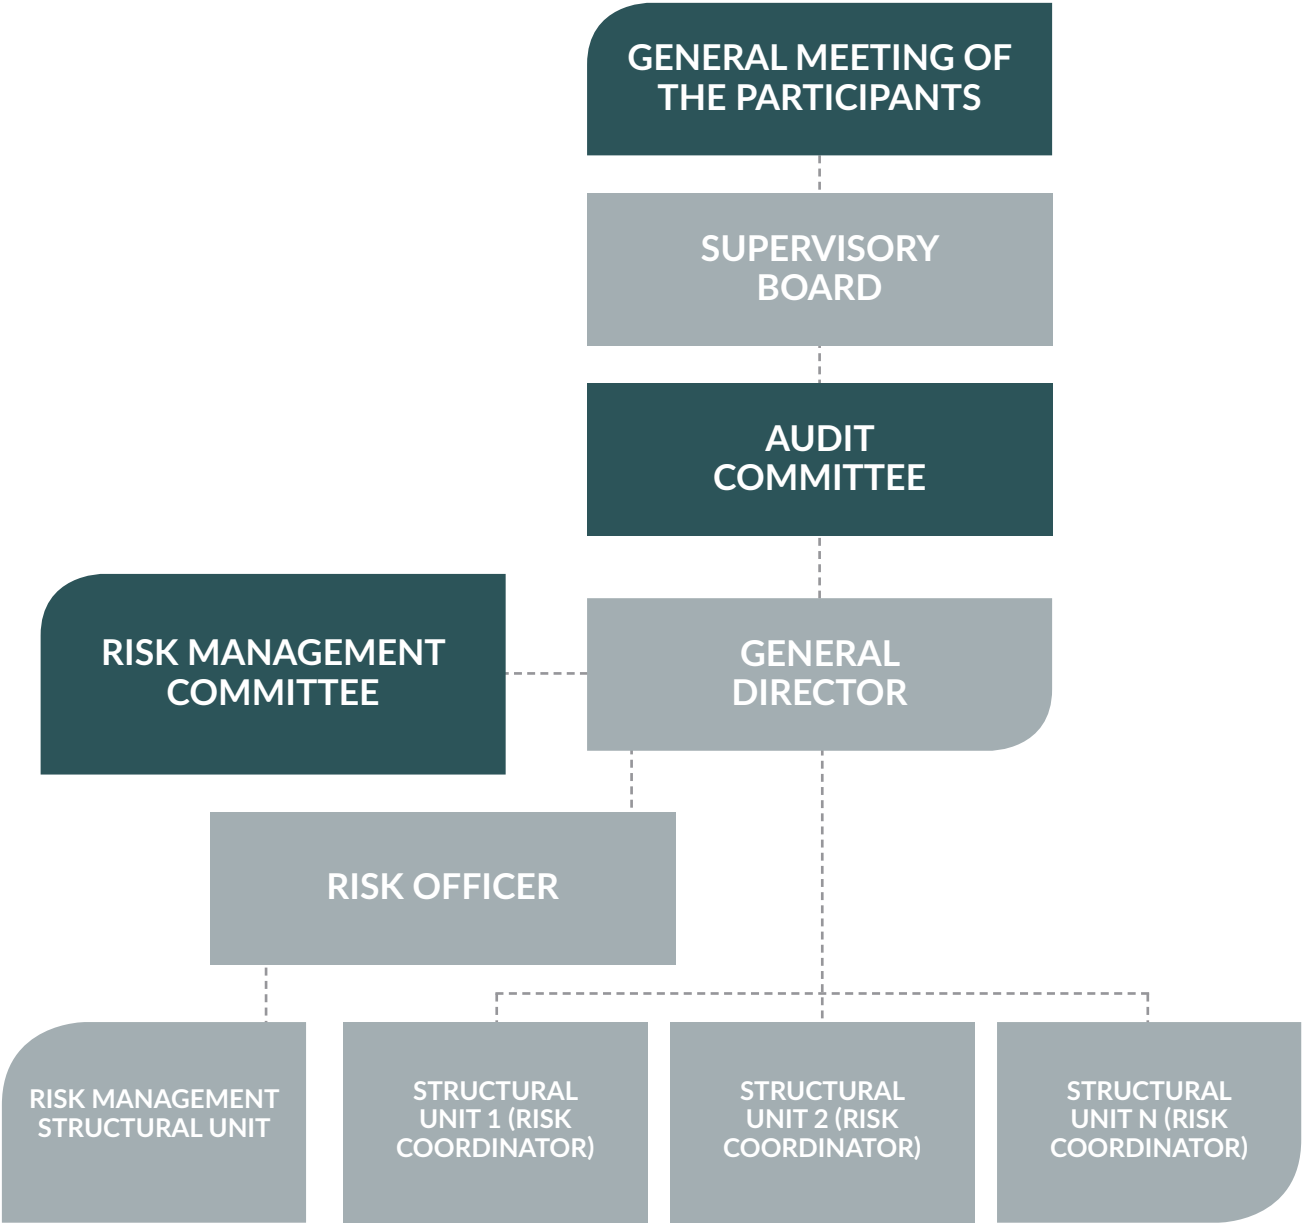 GENERAL MEETING OF
THE PARTICIPANTS
SUPERVISORY
BOARD
AUDIT
COMMITTEE
RISK MANAGEMENT
COMMITTEE
GENERAL
DIRECTOR
RISK OFFICER
RISK MANAGEMENT
STRUCTURAL UNIT
STRUCTURAL
UNIT 1 (RISK
COORDINATOR)
STRUCTURAL
UNIT 2 (RISK
COORDINATOR)
STRUCTURAL
UNIT N (RISK
COORDINATOR)